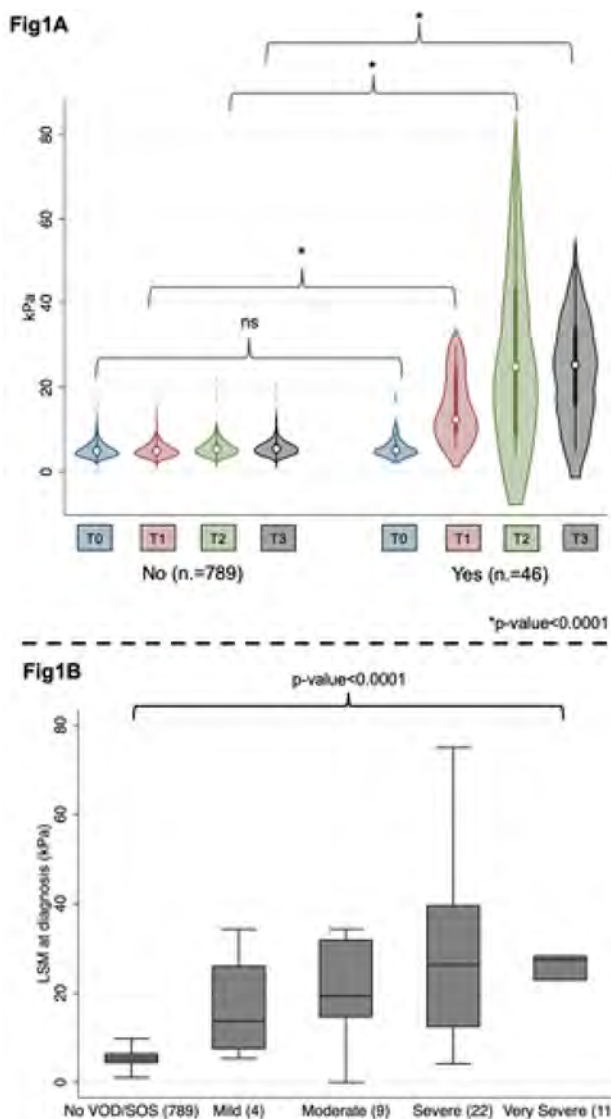 Fig1A
*
*
80
60
*
40
kPa
ns
20
0
T0 T1 T2 T3 T0 T1 T2 T3
No (n.=789) Yes (n.=46)
*p-value<0.0001
Fig1B
p-value<0.0001
80
60
LSM at diagnosis (kPa)
40
20
0
No VOD/SOS (789) Mild (4) Moderate (9) Severe (22) Very Severe